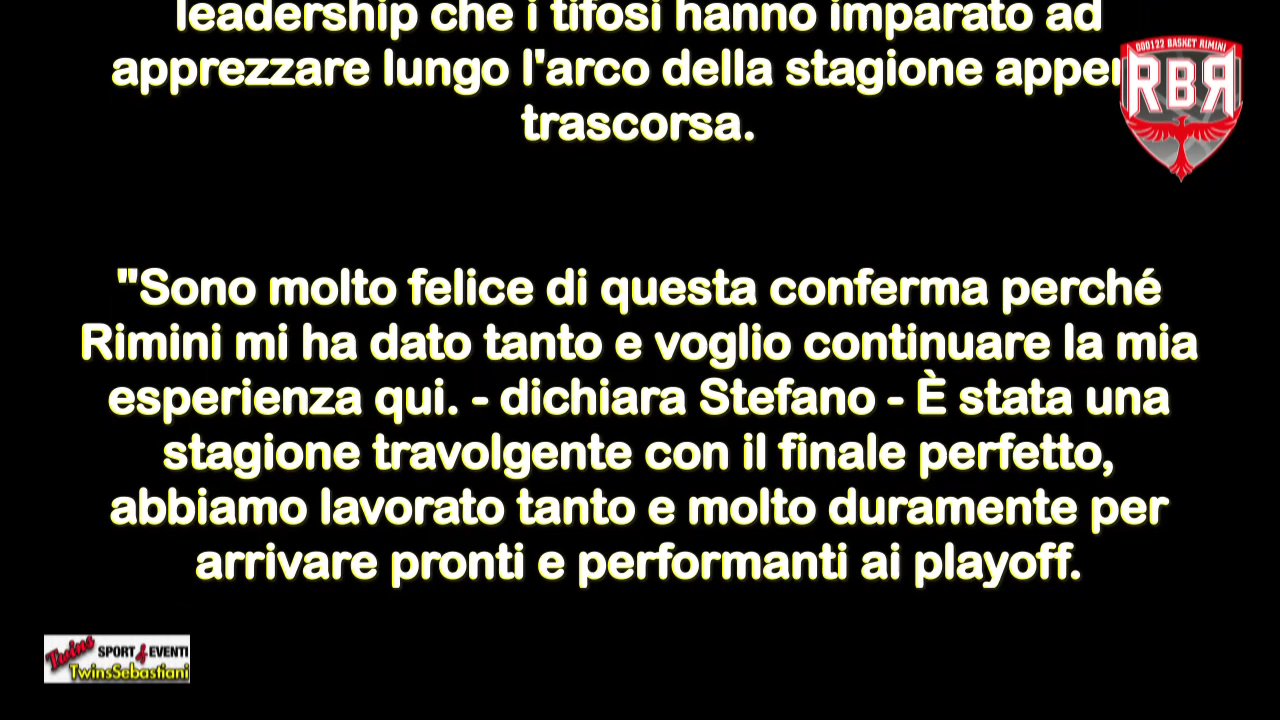 leadership che i tifosi hanno imparato ad
apprezzare lungo l'arco della stagione
trascorsa.
000122 BASKET RIMINI
RBR
"Sono molto felice di questa conferma perché
Rimini mi ha dato tanto e voglio continuare la mia
esperienza qui. - dichiara Stefano - È stata una
stagione travolgente con il finale perfetto,
abbiamo lavorato tanto e molto duramente per
arrivare pronti e performanti ai playoff.
Twins SPORT & EVENTI
TwinsSebastiani